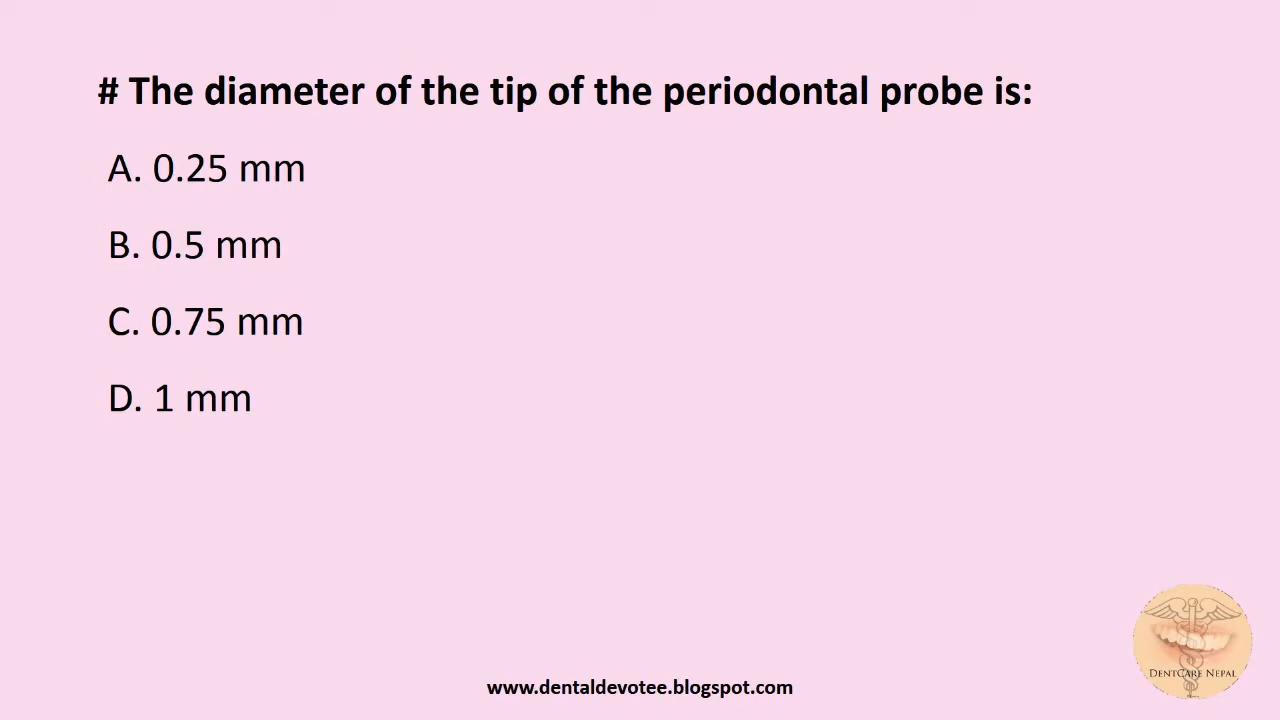 # The diameter of the tip of the periodontal probe is:
A. 0.25 mm
B. 0.5 mm
C. 0.75 mm
D. 1 mm
DENTCARE NEPAL
www.dentaldevotee.blogspot.com